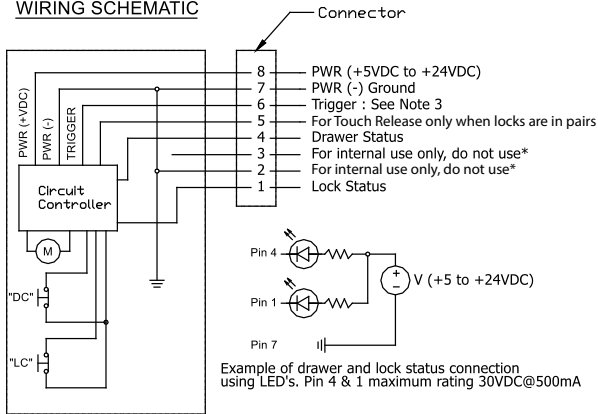 WIRING SCHEMATIC
Connector
8 PWR (+5VDC to +24VDC)
7 PWR (-) Ground
6 Trigger : See Note 3
5 For Touch Release only when locks are in pairs
4 Drawer Status
3 For internal use only, do not use*
2 For internal use only, do not use*
1 Lock Status
PWR (+VDC)
PWR (-)
TRIGGER
CIrcuit
Controller
M
"DC"
"LC"
Pin 4
Pin 1
Pin 7
+
−
V (+5 to +24VDC)
Example of drawer and lock status connection
using LED's. Pin 4 & 1 maximum rating 30VDC@500mA